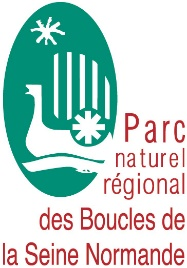 Parc
naturel
régional
des Boucles de
la Seine Normande